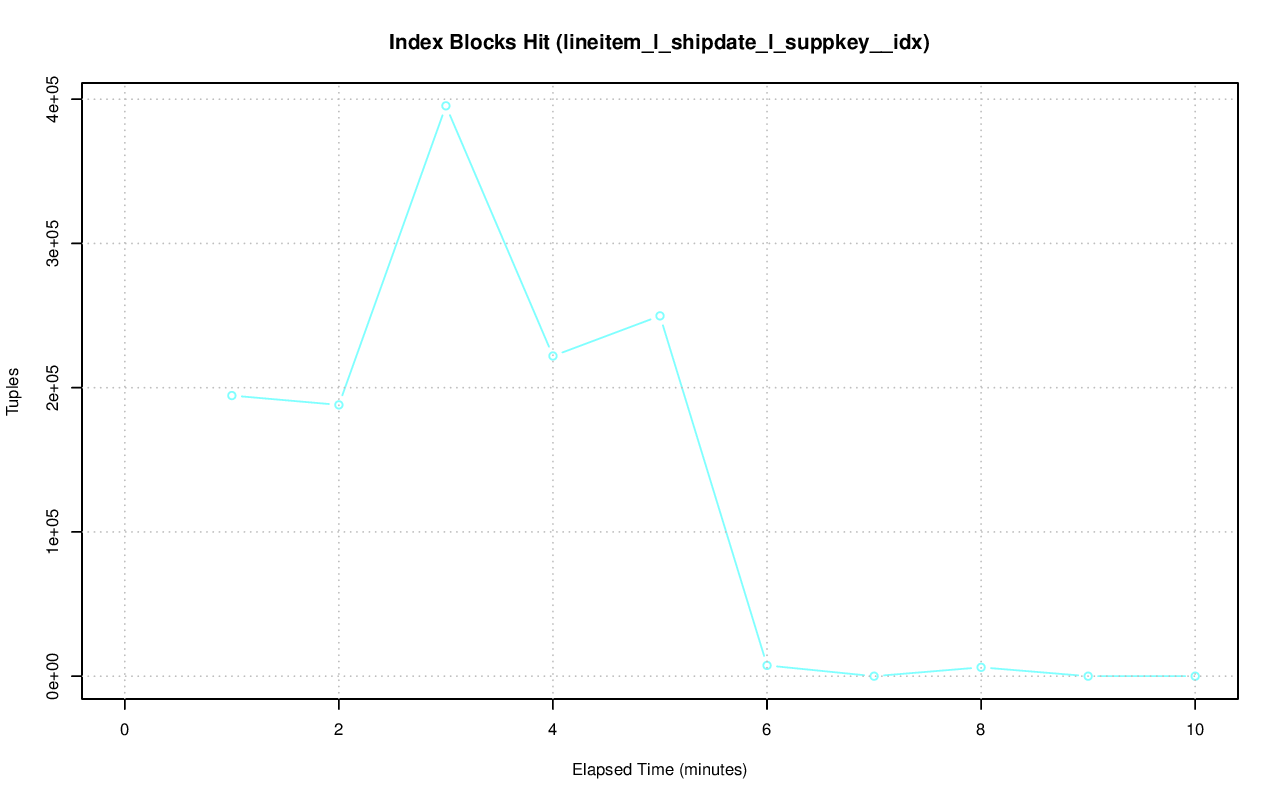 Index Blocks Hit (lineitem_l_shipdate_l_suppkey__idx)
Tuples
4e+05
3e+05
2e+05
1e+05
0e+00
0 2 4 6 8 10
Elapsed Time (minutes)